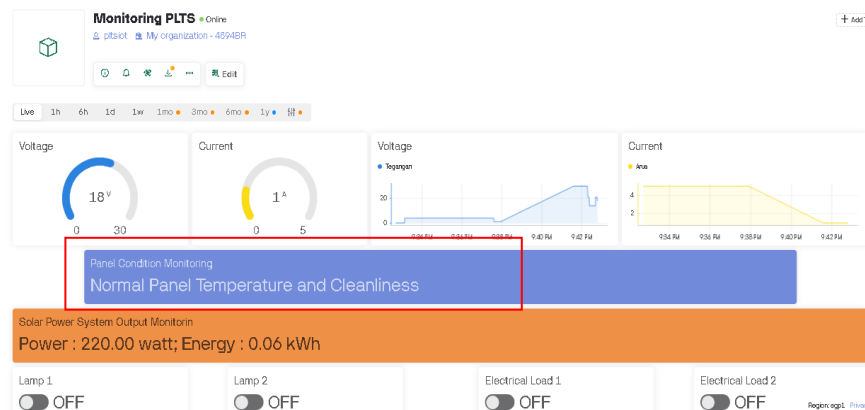 Monitoring PLTS Online
pltsiot My organization - 4694BR
+ Add
Edit
Live 1h 6h 1d 1w 1mo 3mo 6mo 1y
Voltage
18 V
0 30
Current
1 A
0 5
Voltage
Tegangan
20
0
9:34 PM 9:36 PM 9:38 PM 9:40 PM 9:42 PM
Current
Arus
4
2
9:34 PM 9:36 PM 9:38 PM 9:40 PM 9:42 PM
Panel Condition Monitoring
Normal Panel Temperature and Cleanliness
Solar Power System Output Monitorin
Power : 220.00 watt; Energy : 0.06 kWh
Lamp 1
OFF
Lamp 2
OFF
Electrical Load 1
OFF
Electrical Load 2
OFF
Region: sgp1 Privac